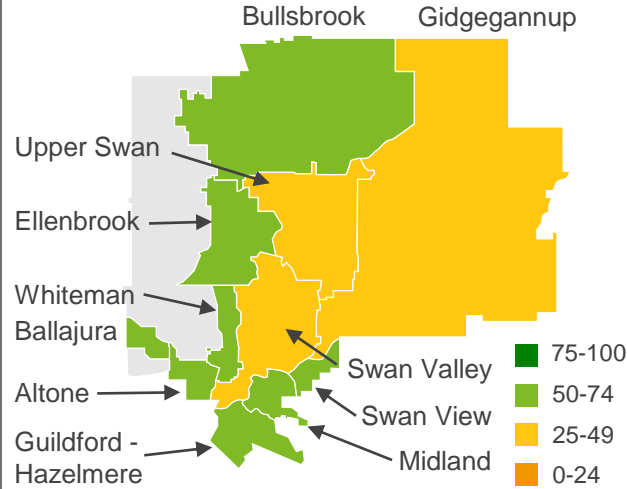 Bullsbrook
Gidgegannup
Upper Swan
Ellenbrook
Whiteman
Ballajura
Altone
Guildford -
Hazelmere
Swan Valley
Swan View
Midland
75-100
50-74
25-49
0-24